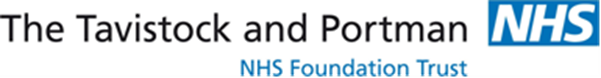 The Tavistock and Portman NHS
NHS Foundation Trust